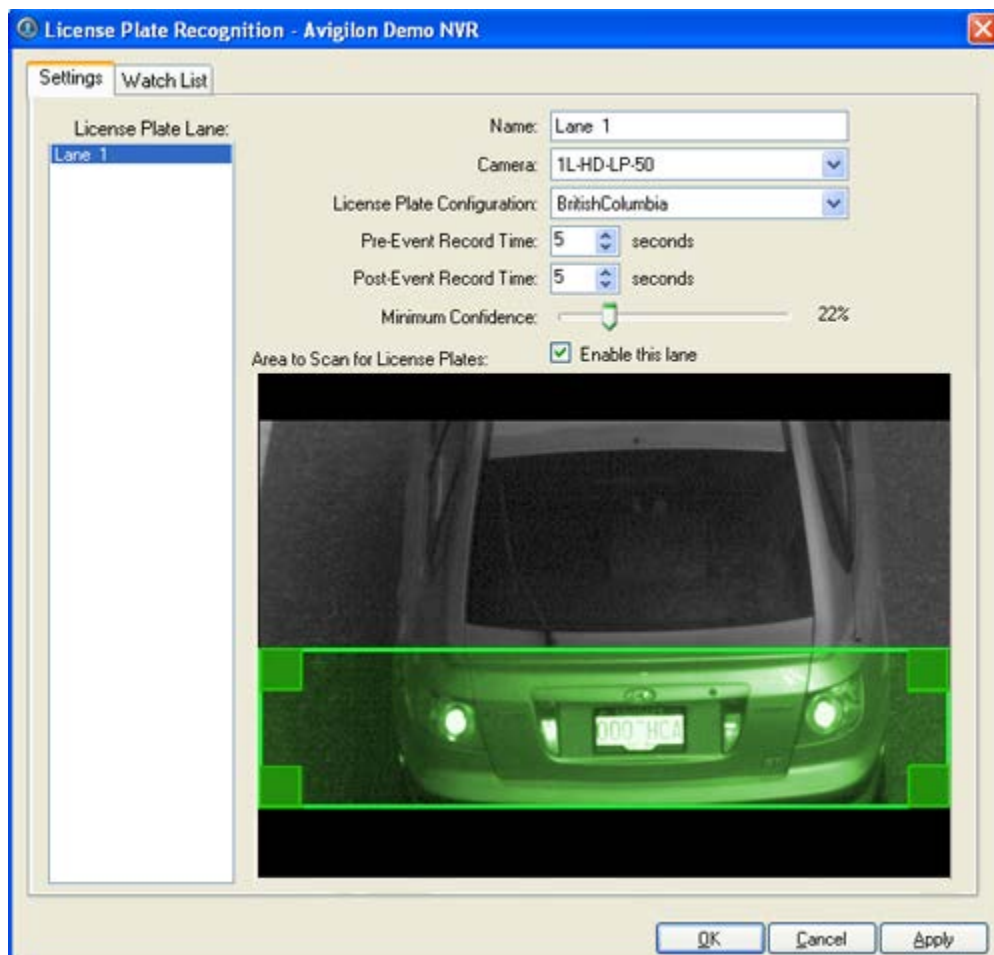 License Plate Recognition - Avigilon Demo NVR
Settings
Watch List
License Plate Lane:
Lane 1
Name: Lane 1
Camera: 1L-HD-LP-50
License Plate Configuration: BritishColumbia
Pre-Event Record Time: 5 seconds
Post-Event Record Time: 5 seconds
Minimum Confidence: 22%
Area to Scan for License Plates:
Enable this lane
HCA
OK
Cancel
Apply